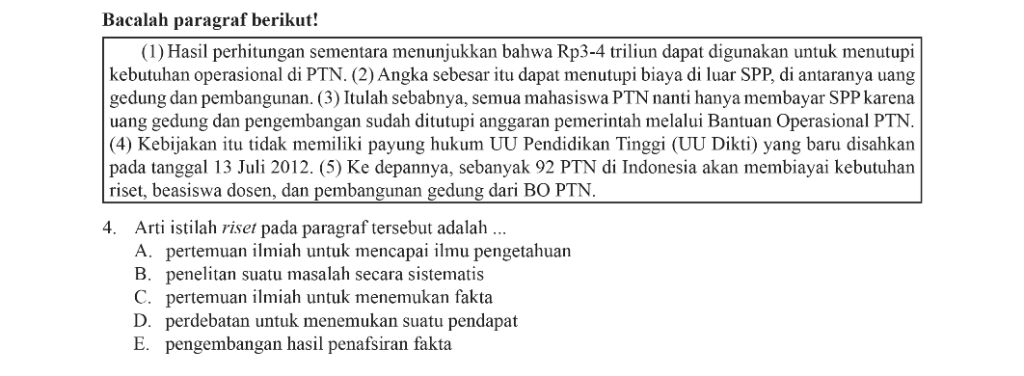 Bacalah paragraf berikut!
(1) Hasil perhitungan sementara menunjukkan bahwa Rp3-4 triliun dapat digunakan untuk menutupi
kebutuhan operasional di PTN. (2) Angka sebesar itu dapat menutupi biaya di luar SPP, di antaranya uang
gedung dan pembangunan. (3) Itulah sebabnya, semua mahasiswa PTN nanti hanya membayar SPP karena
uang gedung dan pengembangan sudah ditutupi anggaran pemerintah melalui Bantuan Operasional PTN.
(4) Kebijakan itu tidak memiliki payung hukum UU Pendidikan Tinggi (UU Dikti) yang baru disahkan
pada tanggal 13 Juli 2012. (5) Ke depannya, sebanyak 92 PTN di Indonesia akan membiayai kebutuhan
riset, beasiswa dosen, dan pembangunan gedung dari BO PTN.
4. Arti istilah riset pada paragraf tersebut adalah ...
A. pertemuan ilmiah untuk mencapai ilmu pengetahuan
B. penelitan suatu masalah secara sistematis
C. pertemuan ilmiah untuk menemukan fakta
D. perdebatan untuk menemukan suatu pendapat
E. pengembangan hasil penafsiran fakta